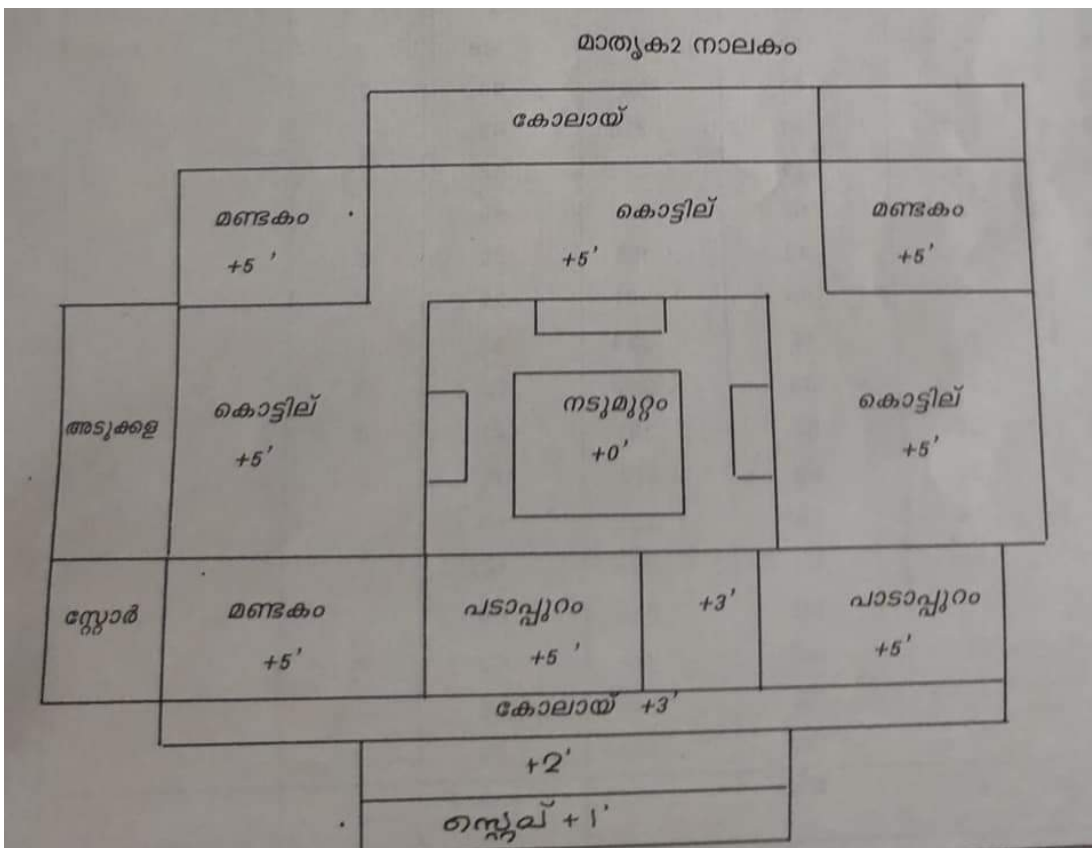 മാതൃക2 നാലകം
കോലായ്
മണ്ടകം
+5 '
കൊട്ടില്
+5'
മണ്ടകം
+5'
അടുക്കള
കൊട്ടില്
+5'
നടുമുറ്റം
+0'
കൊട്ടില്
+5'
സ്റ്റോർ
മണ്ടകം
+5'
പടാപ്പുറം
+5 '
+3'
പാടാപ്പുറം
+5'
കോലായ് +3'
+2'
സ്റ്റെപ് +1'